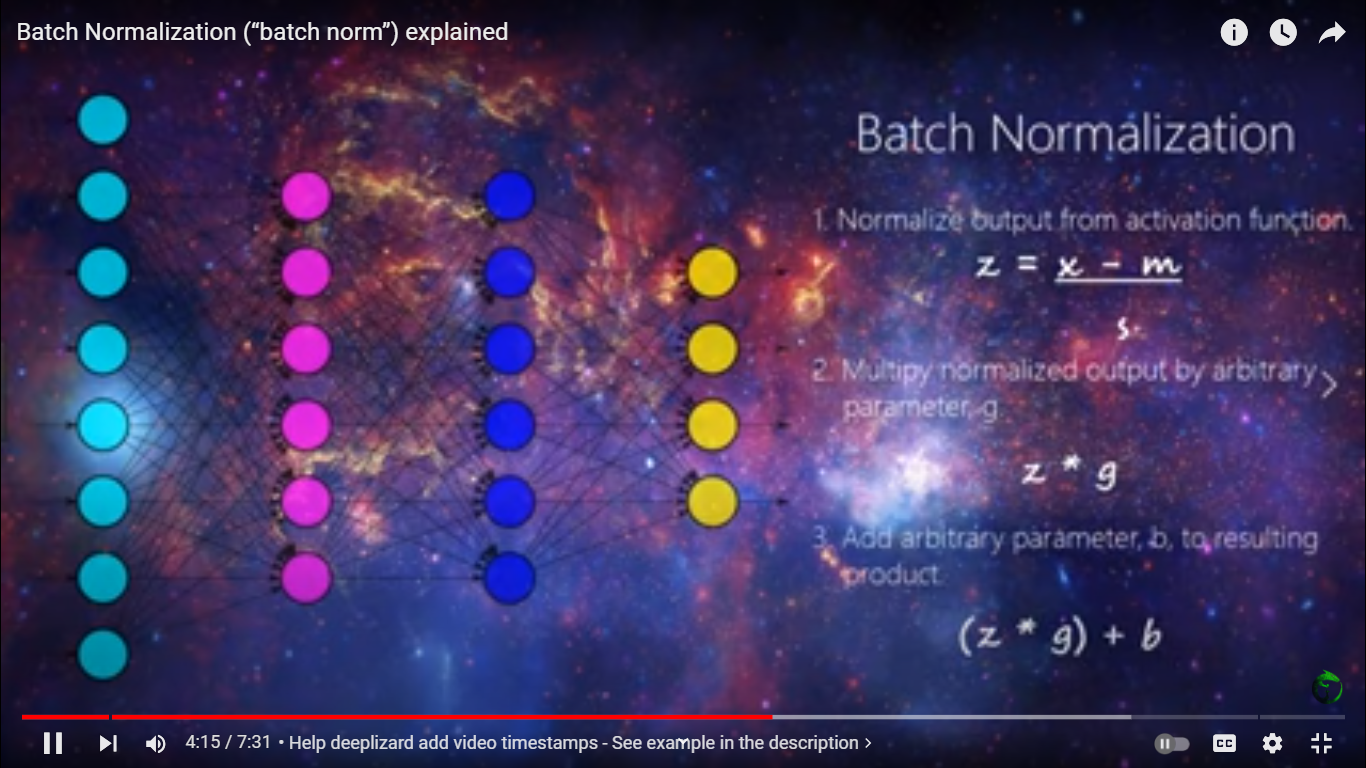 Batch Normalization (“batch norm”) explained
Batch Normalization
1. Normalize output from activation function.
z = x - m
s
2. Multipy normalized output by arbitrary
parameter, g.
z * g
3. Add arbitrary parameter, b, to resulting
product.
(z * g) + b
4:15 / 7:31 • Help deeplizard add video timestamps - See example in the description >
CC